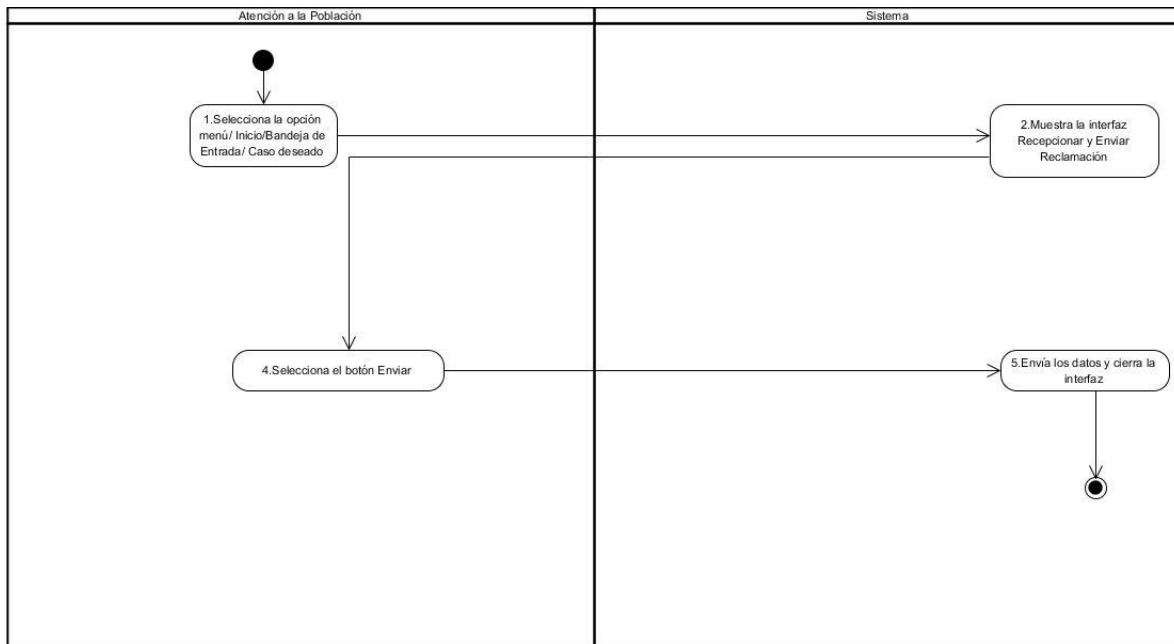 Atención a la Población
Sistema
1.Selecciona la opción
menú/ Inicio/Bandeja de
Entrada/ Caso deseado
2.Muestra la interfaz
Recepcionar y Enviar
Reclamación
4.Selecciona el botón Enviar
5.Envía los datos y cierra la
interfaz